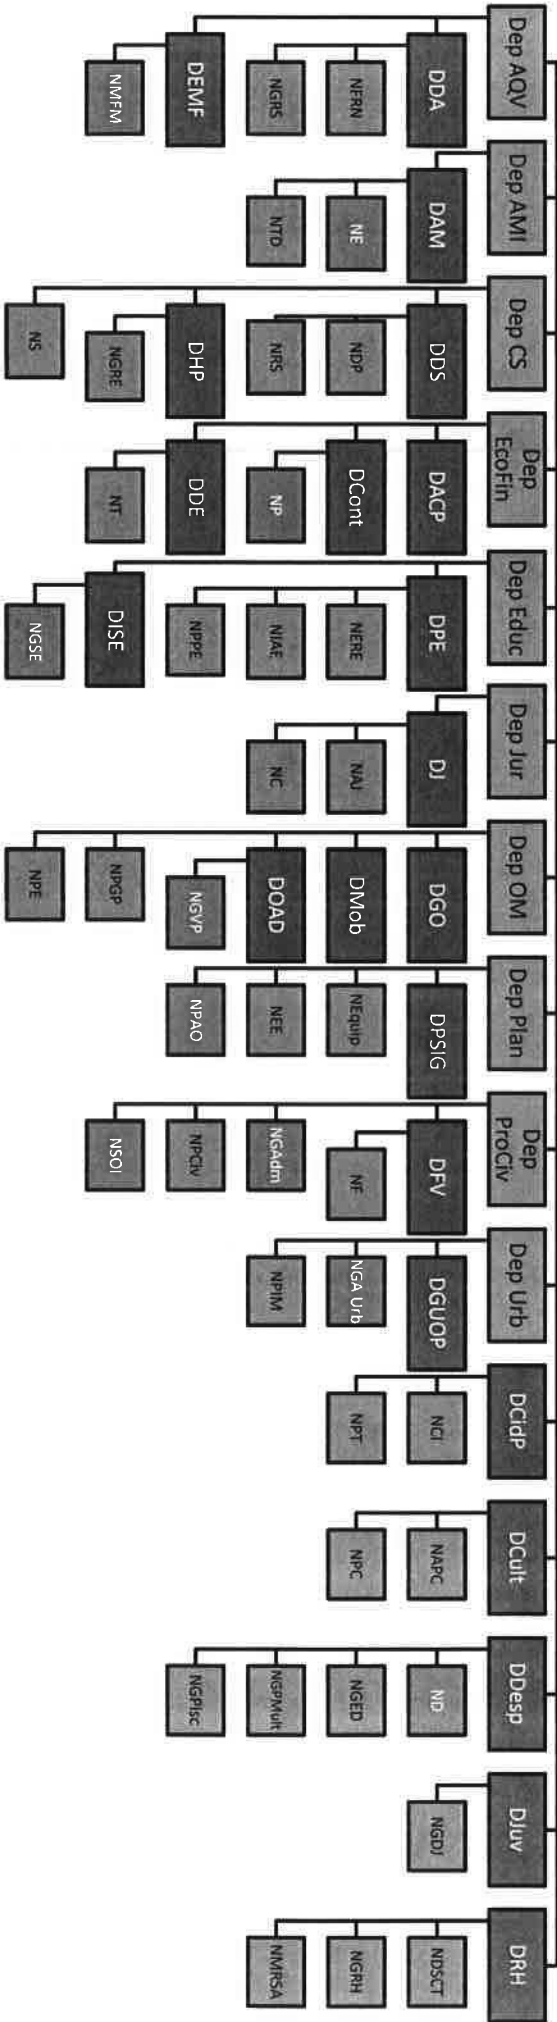 Dep AQV
DDA
NFRN
NGRS
DEMF
NMFM
Dep AMI
DAM
NE
NTD
Dep CS
DDS
NDP
NRS
DHP
NGRE
NS
Dep
EcoFin
DACP
DCont
NP
DDE
NT
Dep Educ
DPE
NERE
NIAE
NPPE
DISE
NGSE
Dep Jur
DJ
NAJ
NC
Dep OM
DGO
DMob
DOAD
NGVP
NPGP
NPE
Dep Plan
DPSIG
NEquip
NEE
NPAO
Dep
ProCiv
DFV
NF
NGAdm
NPCiv
NSOI
Dep Urb
DGUOP
NGA Urb
NPIM
DCidP
NCI
NPT
DCult
NAPC
NPC
DDesp
ND
NGED
NGPMult
NGPisc
DJuv
NGDJ
DRH
NDSCT
NGRH
NMRSA